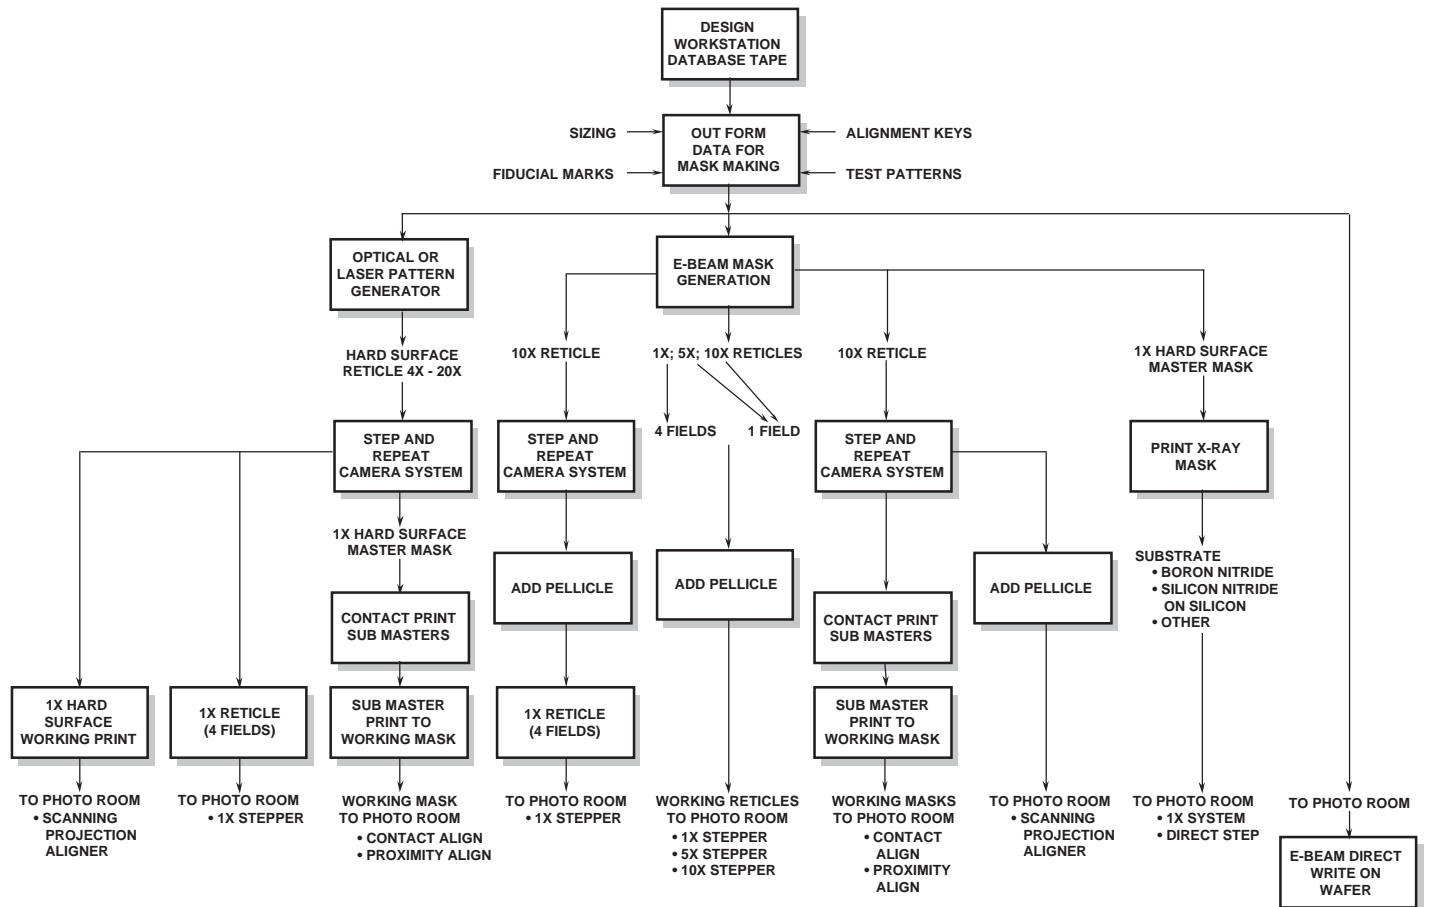 DESIGN
WORKSTATION
DATABASE TAPE
SIZING
OUT FORM
DATA FOR
MASK MAKING
ALIGNMENT KEYS
FIDUCIAL MARKS
TEST PATTERNS
OPTICAL OR
LASER PATTERN
GENERATOR
E-BEAM MASK
GENERATION
HARD SURFACE
RETICLE 4X - 20X
10X RETICLE
1X; 5X; 10X RETICLES
10X RETICLE
1X HARD SURFACE
MASTER MASK
4 FIELDS
1 FIELD
STEP AND
REPEAT
CAMERA SYSTEM
STEP AND
REPEAT
CAMERA SYSTEM
STEP AND
REPEAT
CAMERA SYSTEM
PRINT X-RAY
MASK
1X HARD SURFACE
MASTER MASK
SUBSTRATE
• BORON NITRIDE
• SILICON NITRIDE
ON SILICON
• OTHER
ADD PELLICLE
ADD PELLICLE
ADD PELLICLE
CONTACT PRINT
SUB MASTERS
CONTACT PRINT
SUB MASTERS
1X HARD
SURFACE
WORKING PRINT
1X RETICLE
(4 FIELDS)
SUB MASTER
PRINT TO
WORKING MASK
1X RETICLE
(4 FIELDS)
SUB MASTER
PRINT TO
WORKING MASK
TO PHOTO ROOM
• SCANNING
PROJECTION
ALIGNER
TO PHOTO ROOM
• 1X STEPPER
WORKING MASK
TO PHOTO ROOM
• CONTACT ALIGN
• PROXIMITY ALIGN
TO PHOTO ROOM
• 1X STEPPER
WORKING RETICLES
TO PHOTO ROOM
• 1X STEPPER
• 5X STEPPER
• 10X STEPPER
WORKING MASKS
TO PHOTO ROOM
• CONTACT
ALIGN
• PROXIMITY
ALIGN
TO PHOTO ROOM
• SCANNING
PROJECTION
ALIGNER
TO PHOTO ROOM
• 1X SYSTEM
• DIRECT STEP
TO PHOTO ROOM
E-BEAM DIRECT
WRITE ON
WAFER